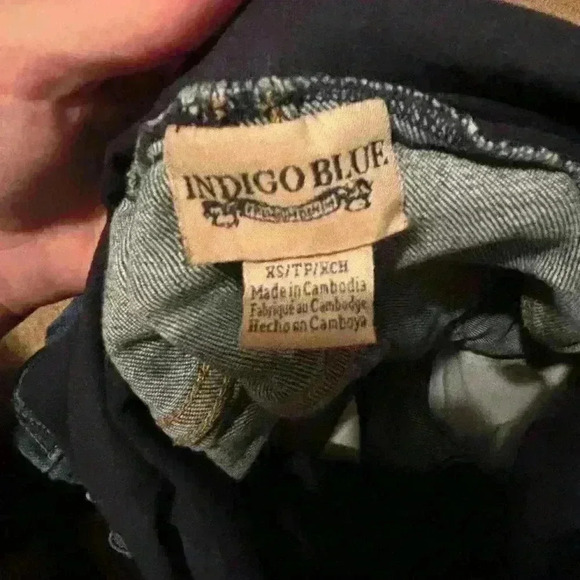 INDIGO BLUE
XS/TP/XCH
Made in Cambodia
Fabriqué au Cambodge
Hecho en Camboya